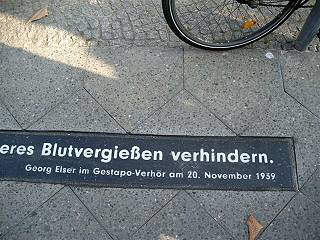 eres Blutvergießen verhindern.
Georg Elser im Gestapo-Verhör am 20. November 1939